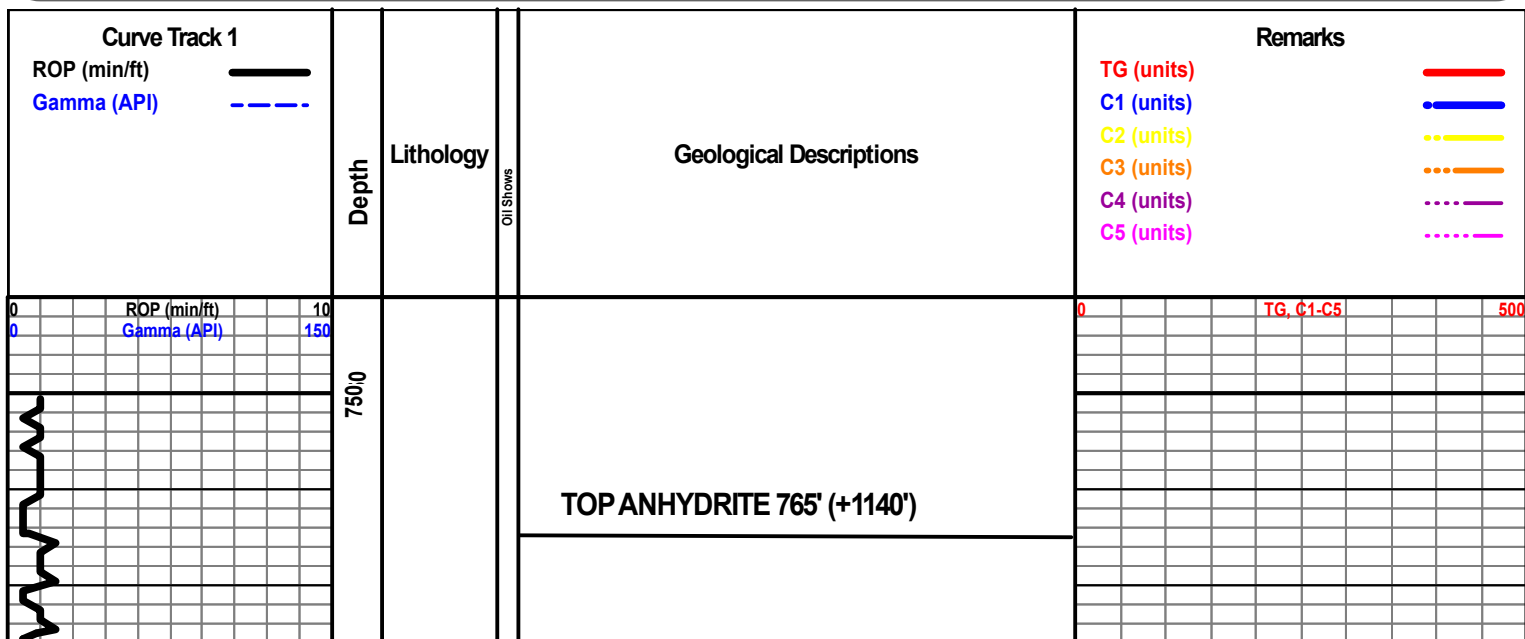 Curve Track 1
ROP (min/ft)
Gamma (API)
Depth
Lithology
Oil Shows
Geological Descriptions
Remarks
TG (units)
C1 (units)
C2 (units)
C3 (units)
C4 (units)
C5 (units)
0 ROP (min/ft) 10
0 Gamma (API) 150
0 TG, C1-C5 500
TOP ANHYDRITE 765' (+1140')